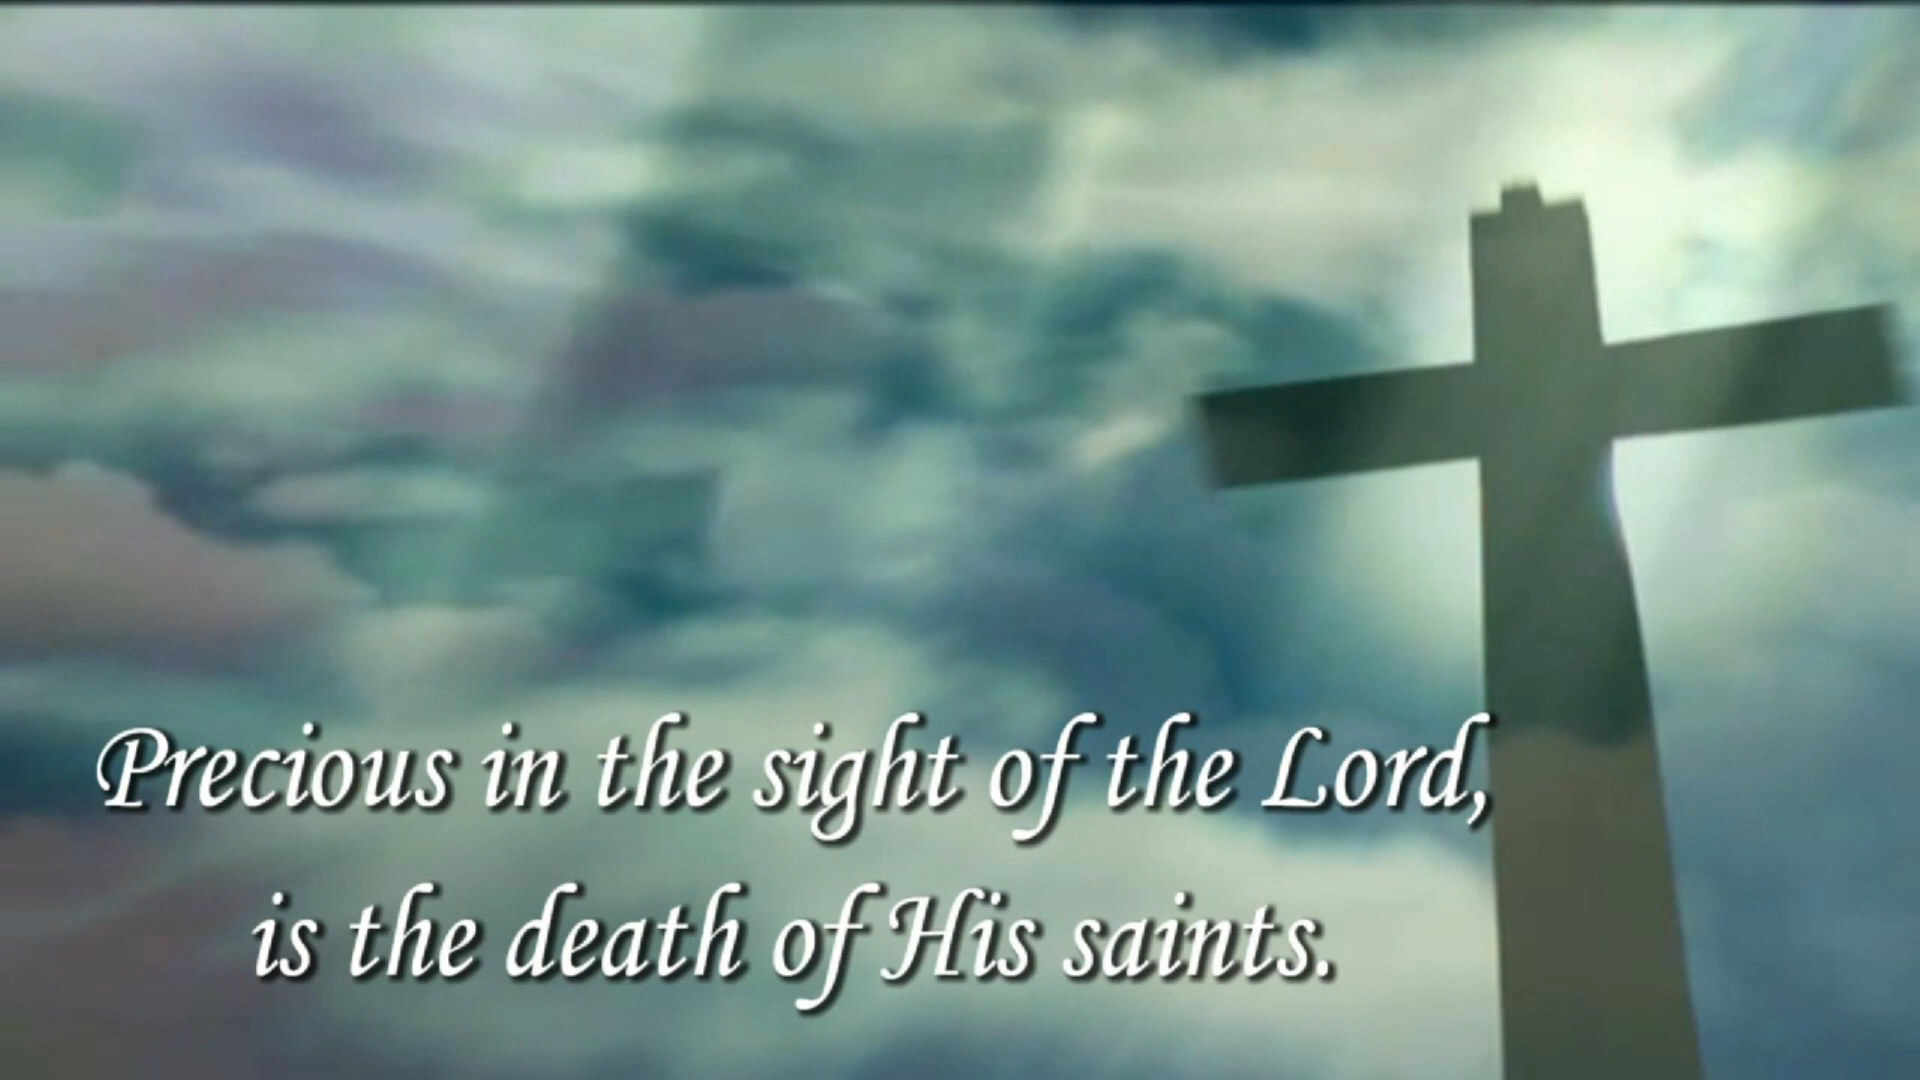 Precious in the sight of the Lord,
is the death of His saints.